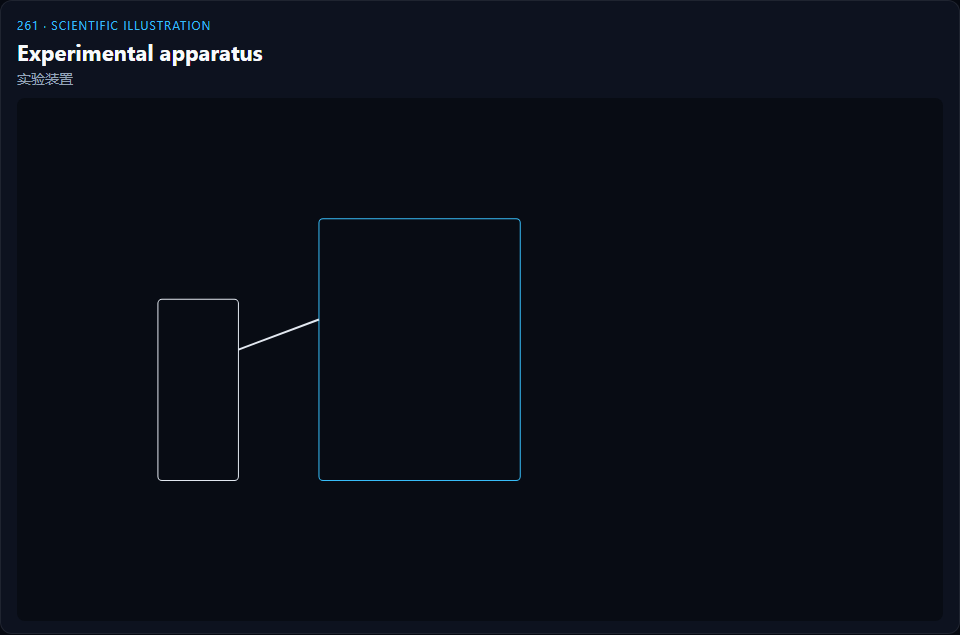 261 · SCIENTIFIC ILLUSTRATION
Experimental apparatus
实验装置